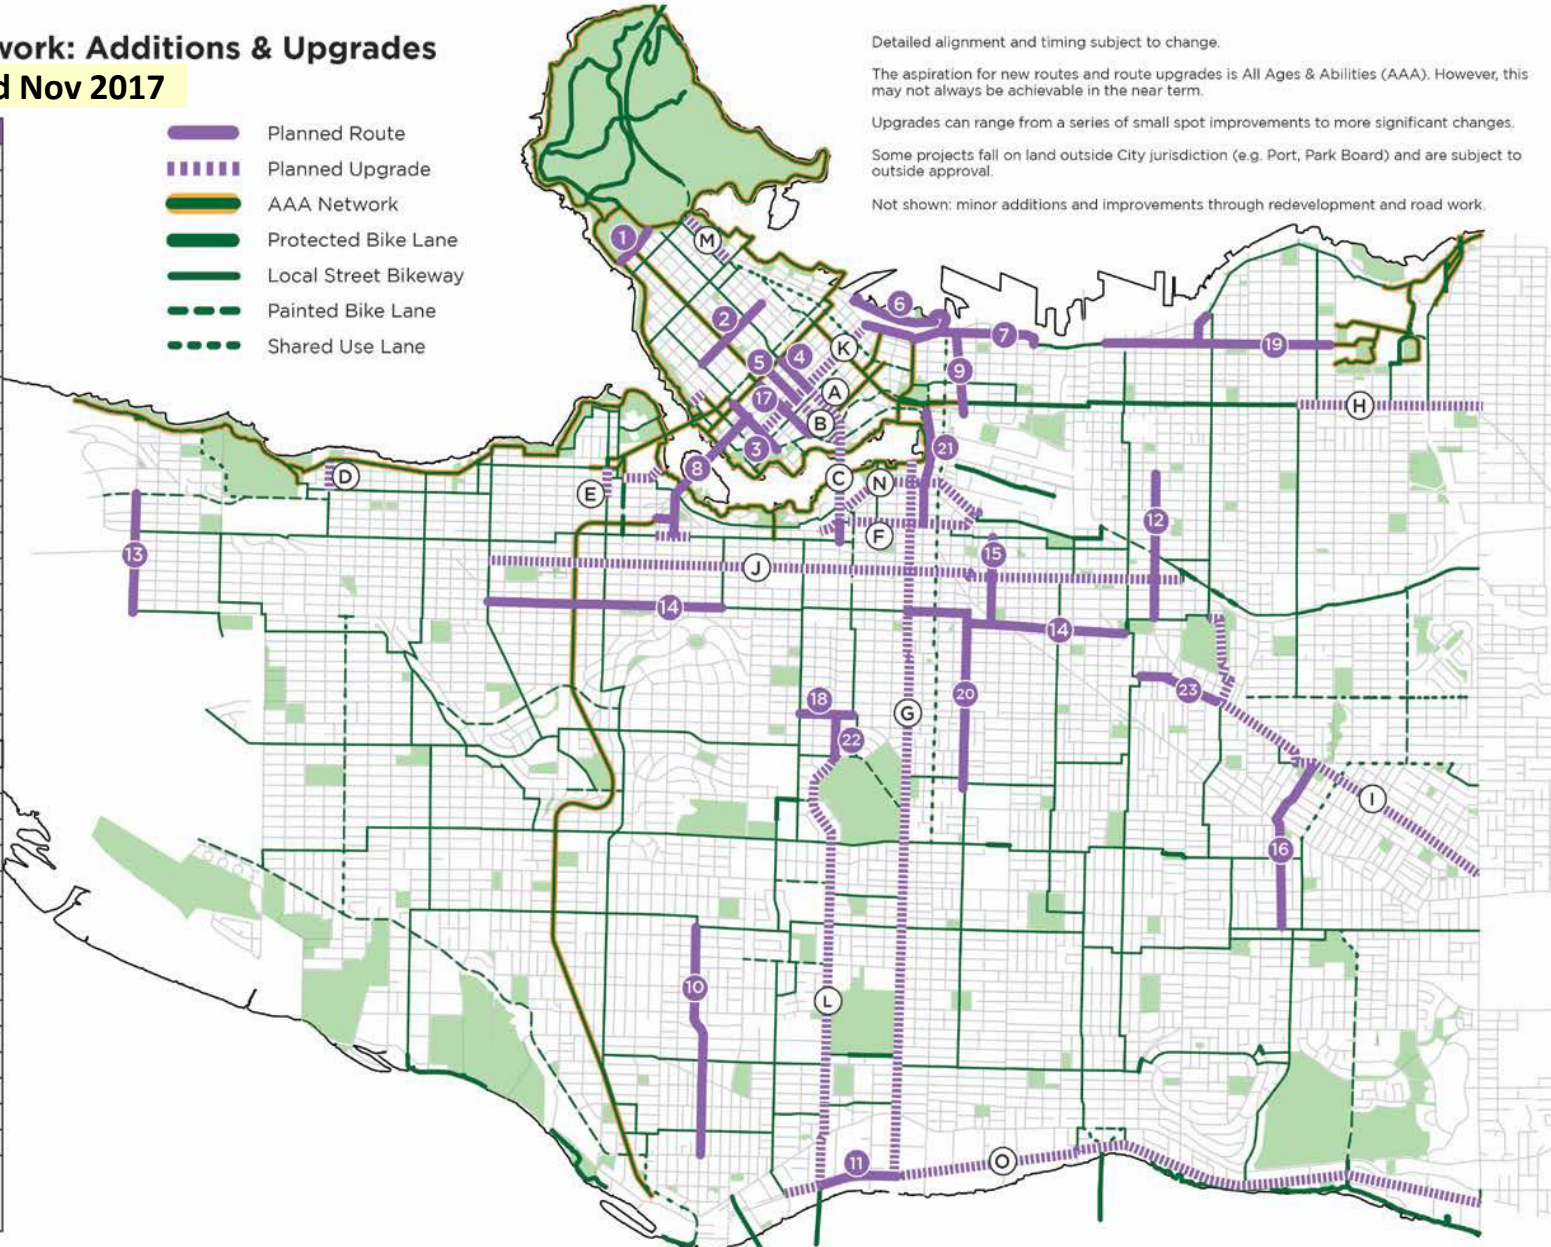 work: Additions & Upgrades
d Nov 2017
Planned Route
Planned Upgrade
AAA Network
Protected Bike Lane
Local Street Bikeway
Painted Bike Lane
Shared Use Lane
Detailed alignment and timing subject to change.
The aspiration for new routes and route upgrades is All Ages & Abilities (AAA). However, this
may not always be achievable in the near term.
Upgrades can range from a series of small spot improvements to more significant changes.
Some projects fall on land outside City jurisdiction (e.g. Port, Park Board) and are subject to
outside approval.
Not shown: minor additions and improvements through redevelopment and road work.
1
M
2
6
7
19
5
4
K
9
17
A
H
B
3
21
8
D
C
N
E
12
F
13
15
J
14
14
18
20
23
G
22
I
16
10
L
11
O